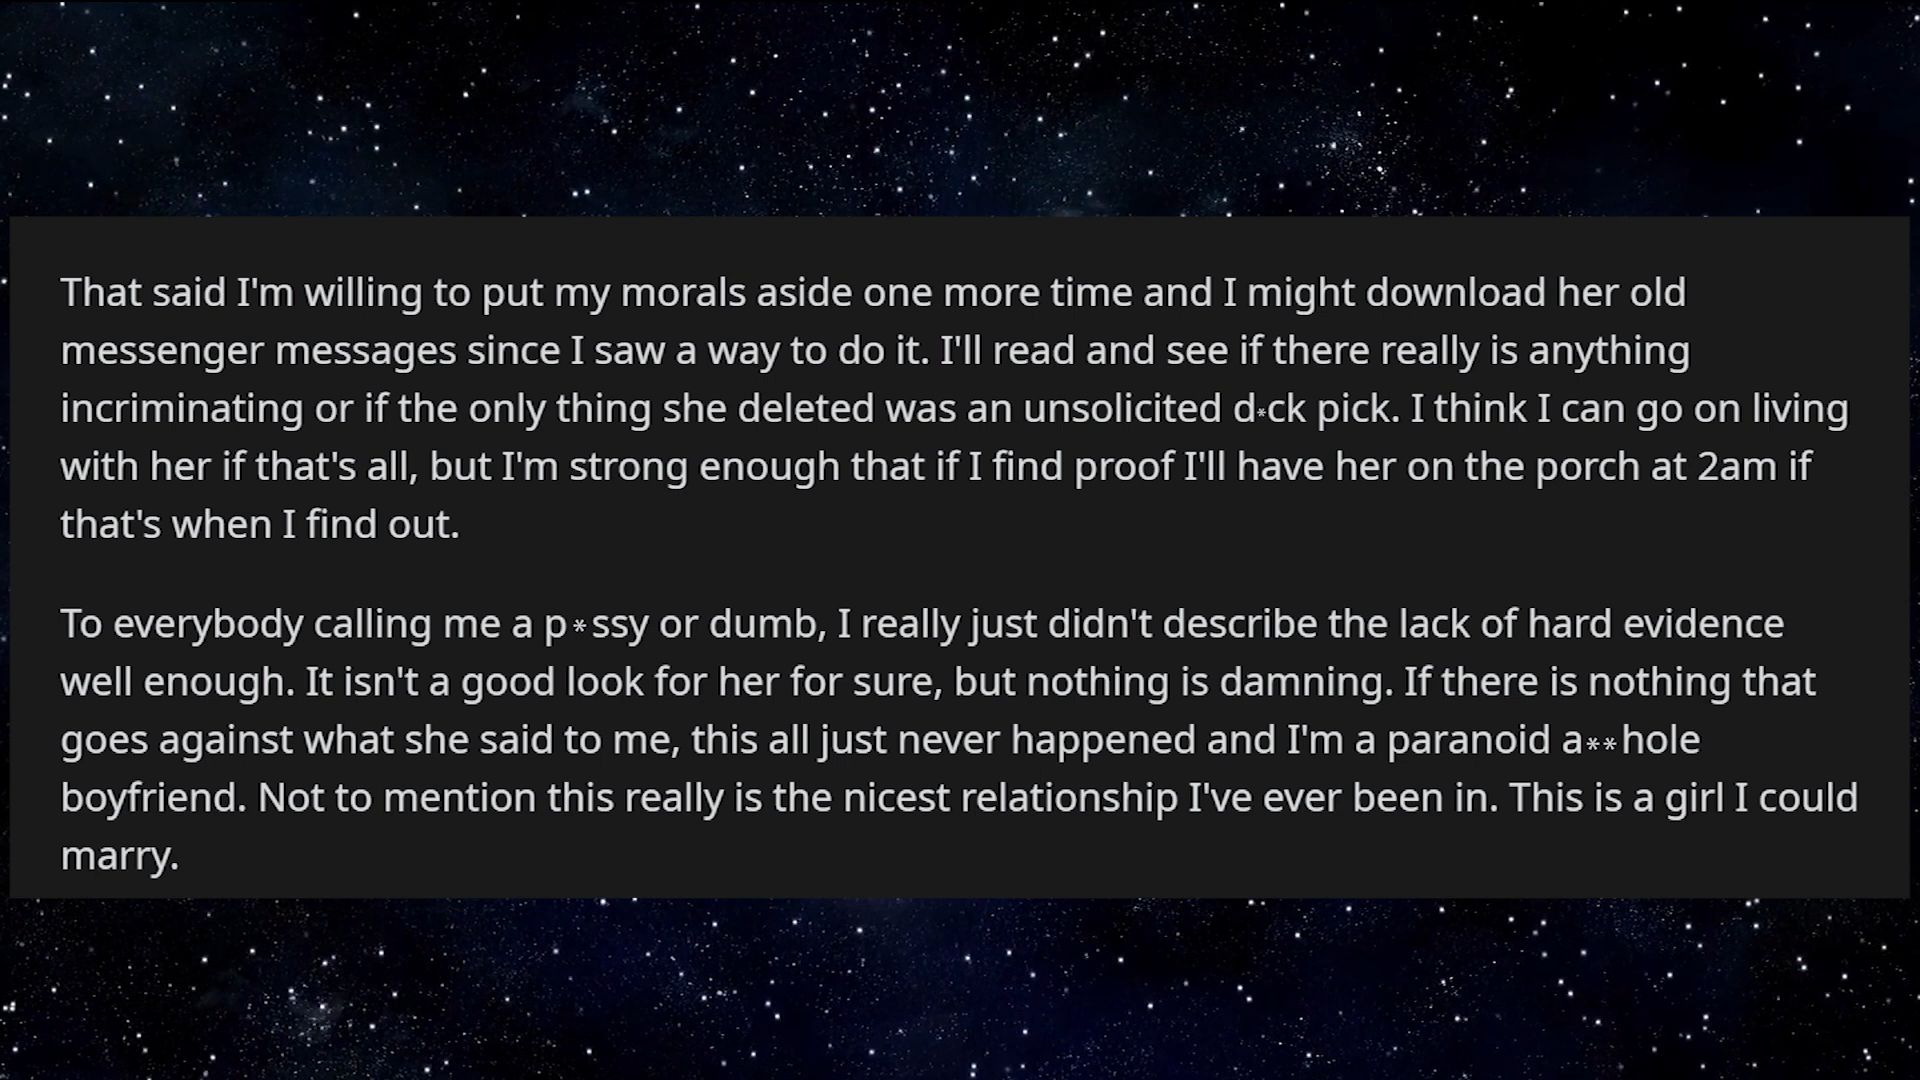 That said I'm willing to put my morals aside one more time and I might download her old
messenger messages since I saw a way to do it. I'll read and see if there really is anything
incriminating or if the only thing she deleted was an unsolicited d*ck pick. I think I can go on living
with her if that's all, but I'm strong enough that if I find proof I'll have her on the porch at 2am if
that's when I find out.
To everybody calling me a p*ssy or dumb, I really just didn't describe the lack of hard evidence
well enough. It isn't a good look for her for sure, but nothing is damning. If there is nothing that
goes against what she said to me, this all just never happened and I'm a paranoid a**hole
boyfriend. Not to mention this really is the nicest relationship I've ever been in. This is a girl I could
marry.